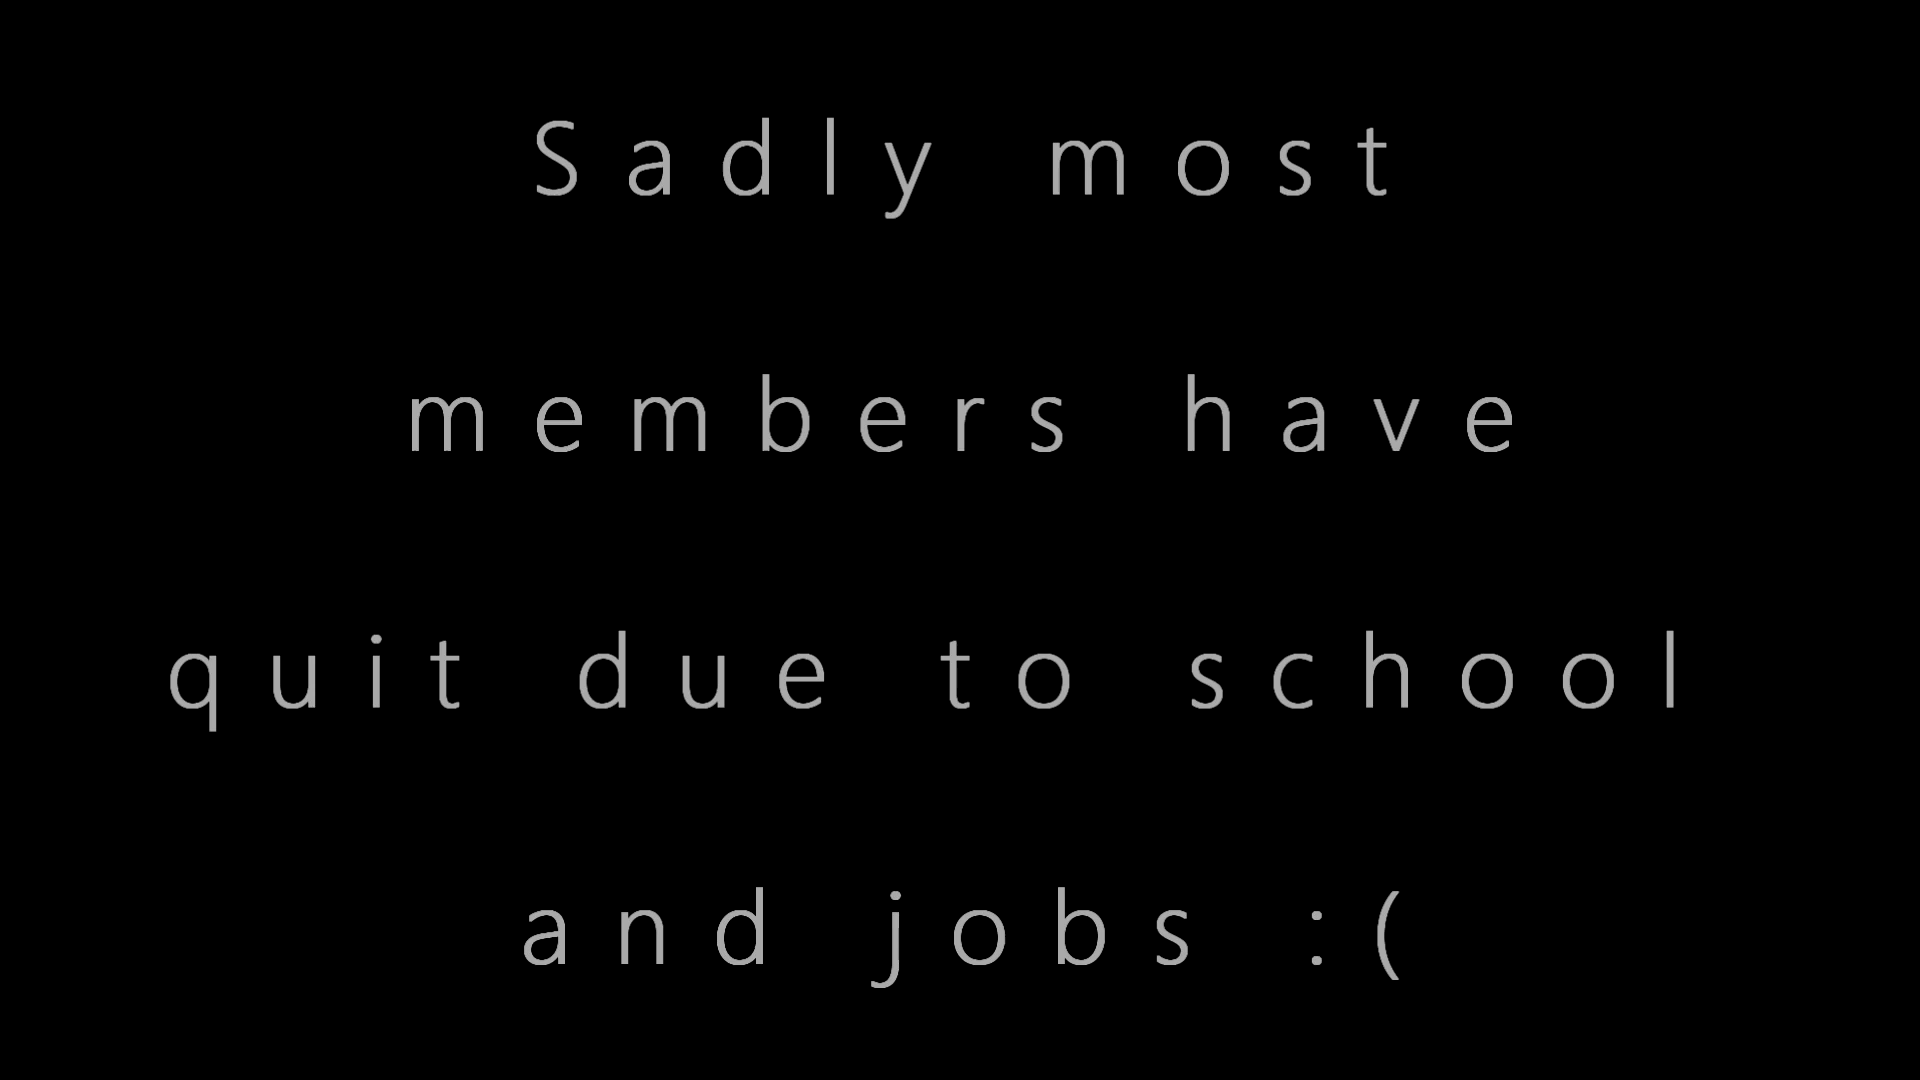 Sadly most
members have
quit due to school
and jobs :(